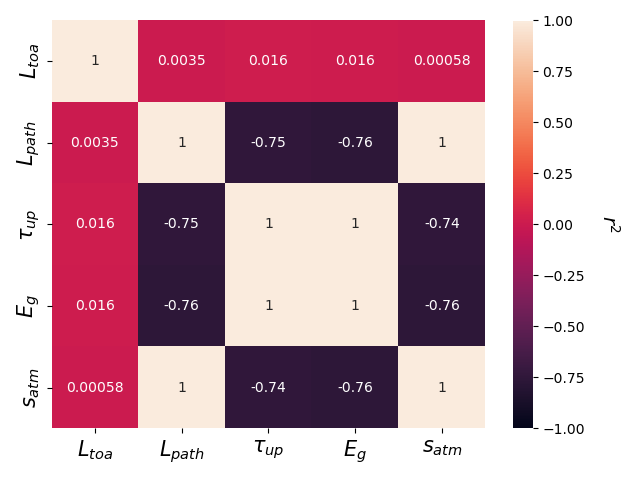 L_toa 1 0.0035 0.016 0.016 0.00058
L_path 0.0035 1 -0.75 -0.76 1
τ_up 0.016 -0.75 1 1 -0.74
E_g 0.016 -0.76 1 1 -0.76
s_atm 0.00058 1 -0.74 -0.76 1
L_toa L_path τ_up E_g s_atm
1.00
0.75
0.50
0.25
0.00
−0.25
−0.50
−0.75
−1.00
r²